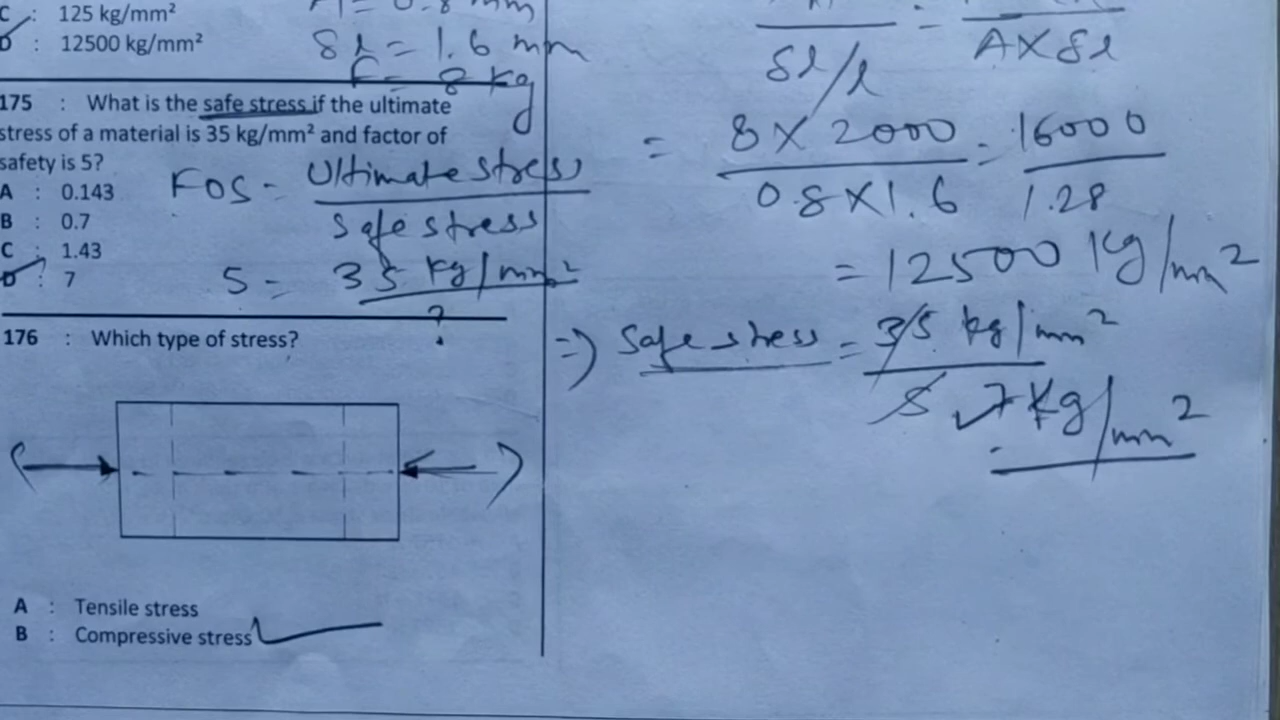 C : 125 kg/mm²
D : 12500 kg/mm²
δl = 1.6 mm
F = 8 kg
175 : What is the safe stress if the ultimate
stress of a material is 35 kg/mm² and factor of
safety is 5?
A : 0.143
B : 0.7
C : 1.43
D : 7
FOS = Ultimate stress
safe stress
5 = 35 kg/mm²
?
176 : Which type of stress?
A : Tensile stress
B : Compressive stress
δl/l = A×δl
= 8×2000 = 16000
0.8×1.6 1.28
= 12500 kg/mm²
=) Safe stress = 35 kg/mm²
5 7 kg/mm²